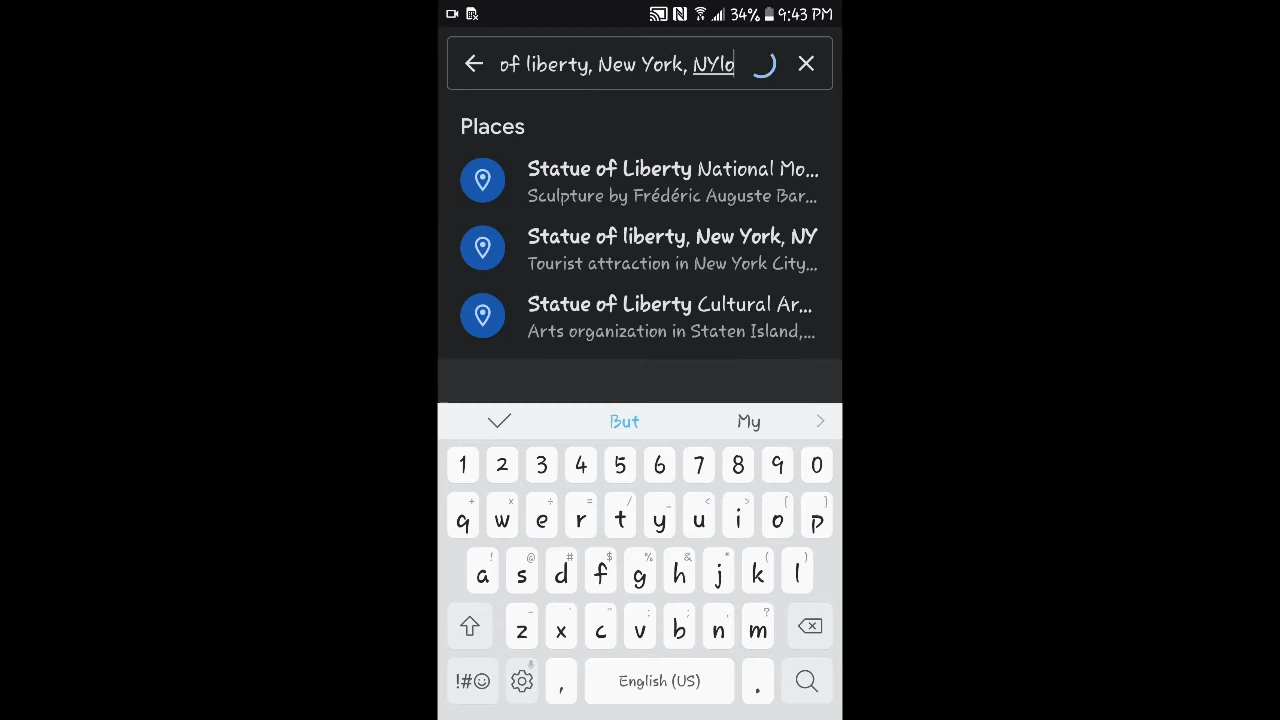 34% 9:43 PM
of liberty, New York, NYlo
Places
Statue of Liberty National Mo...
Sculpture by Frédéric Auguste Bar...
Statue of liberty, New York, NY
Tourist attraction in New York City...
Statue of Liberty Cultural Ar...
Arts organization in Staten Island,...
But My
1 2 3 4 5 6 7 8 9 0
+ × ÷ = / _ < > [ ]
q w e r t y u i o p
! @ # $ % & * ( )
a s d f g h j k l
- ' " : ; , ?
z x c v b n m
!#☺ , English (US) .